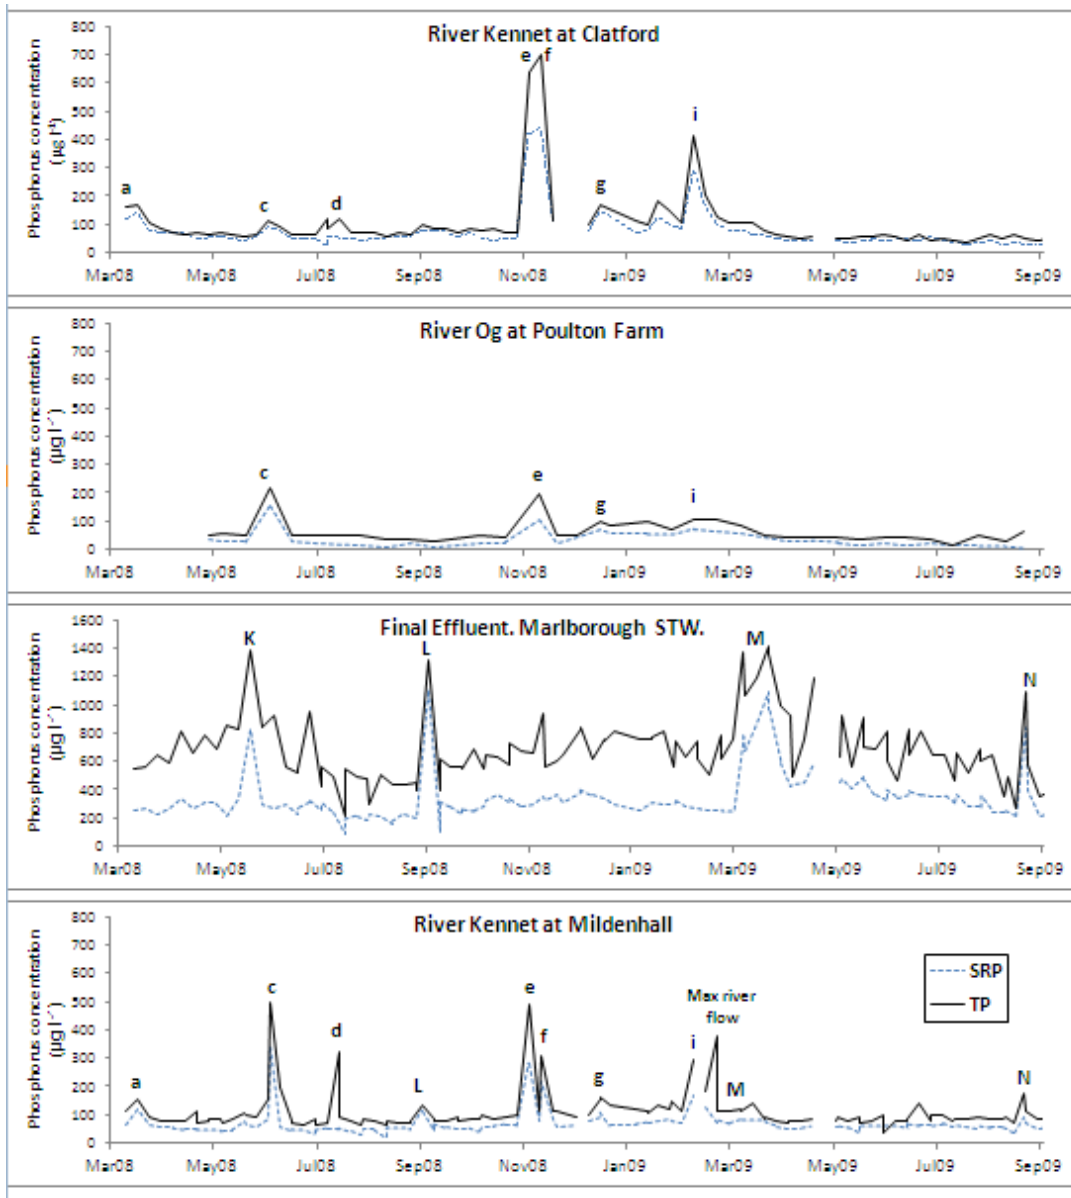 River Kennet at Clatford
Phosphorus concentration
(µg l⁻¹)
800
700
600
500
400
300
200
100
0
a
c
d
e f
g
i
Mar08 May08 Jul08 Sep08 Nov08 Jan09 Mar09 May09 Jul09 Sep09
River Og at Poulton Farm
Phosphorus concentration
(µg l⁻¹)
800
700
600
500
400
300
200
100
0
c
e
g
i
Mar08 May08 Jul08 Sep08 Nov08 Jan09 Mar09 May09 Jul09 Sep09
Final Effluent. Marlborough STW.
Phosphorus concentration
(µg l⁻¹)
1600
1400
1200
1000
800
600
400
200
0
K
L
M
N
Mar08 May08 Jul08 Sep08 Nov08 Jan09 Mar09 May09 Jul09 Sep09
River Kennet at Mildenhall
Phosphorus concentration
(µg l⁻¹)
800
700
600
500
400
300
200
100
0
a
c
d
L
e
f
g
i
Max river
flow
M
N
SRP
TP
Mar08 May08 Jul08 Sep08 Nov08 Jan09 Mar09 May09 Jul09 Sep09